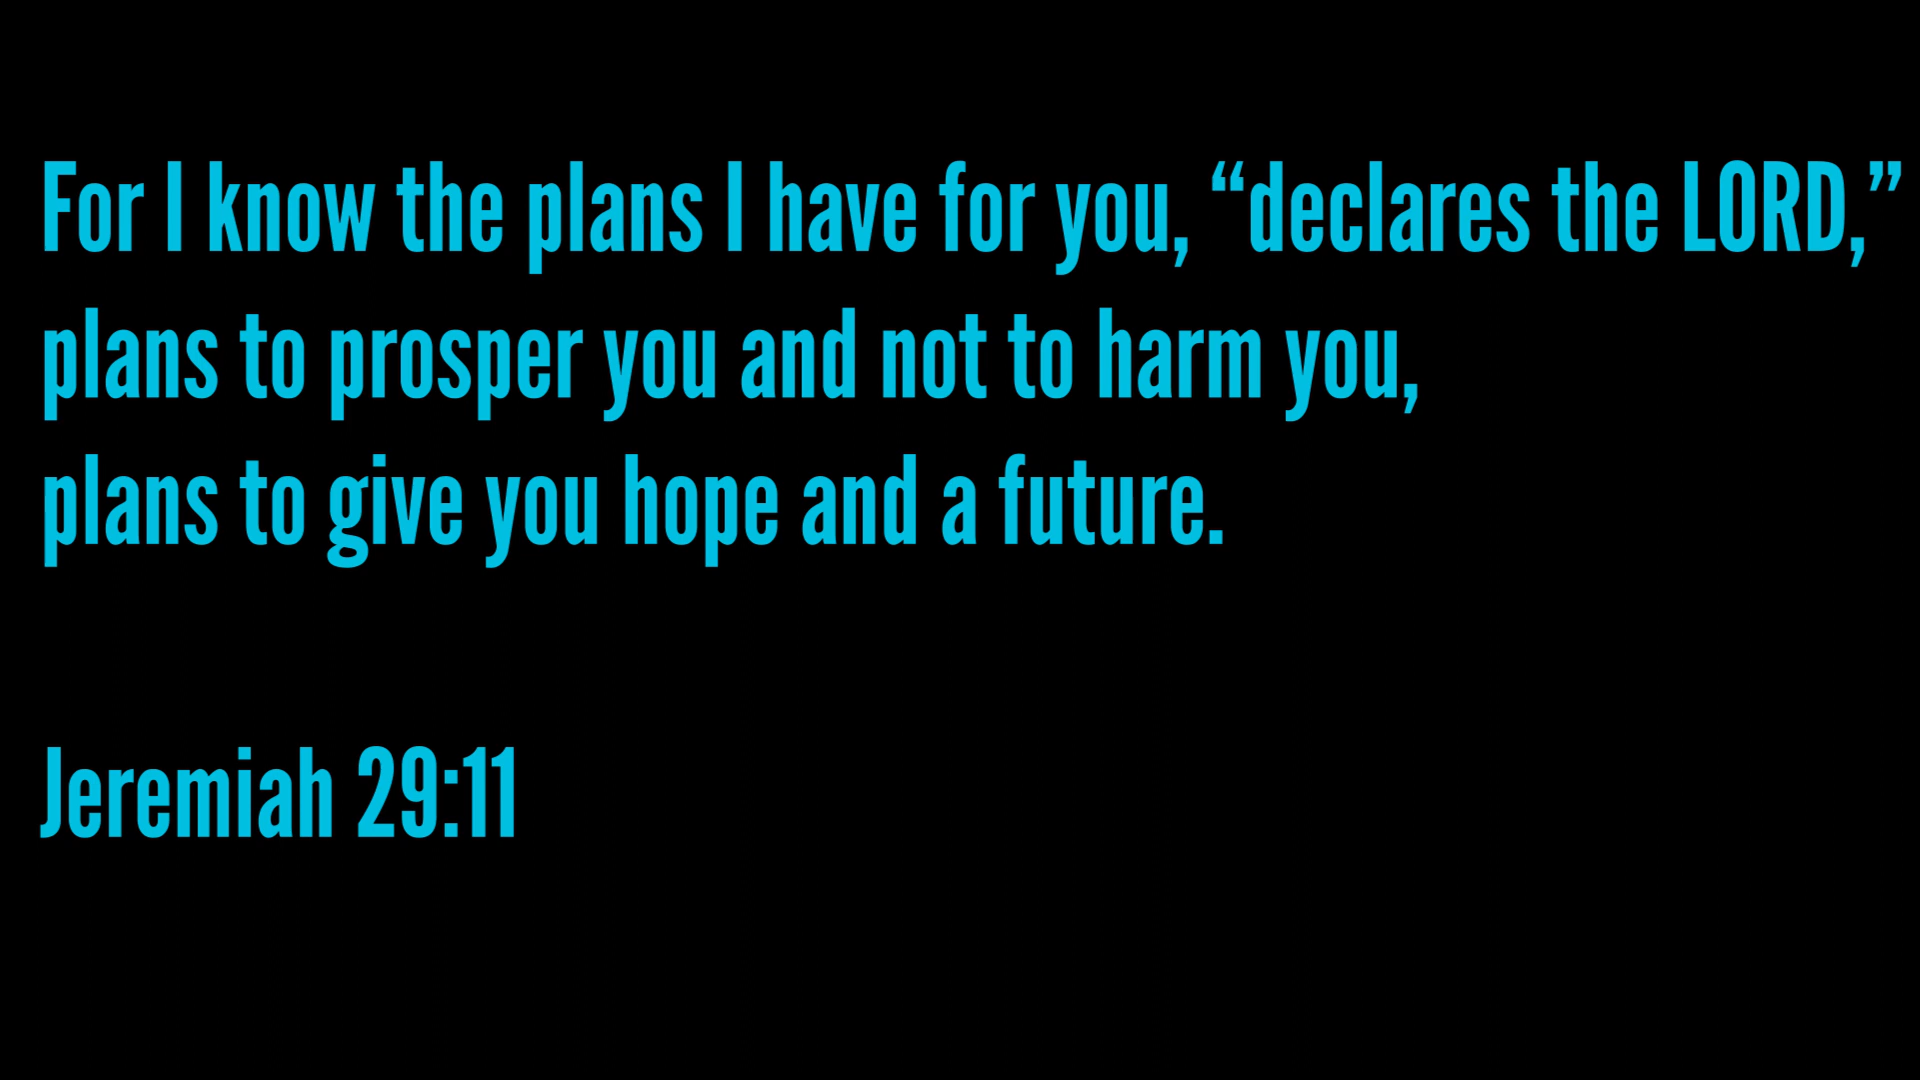 For I know the plans I have for you, “declares the LORD,”
plans to prosper you and not to harm you,
plans to give you hope and a future.
Jeremiah 29:11